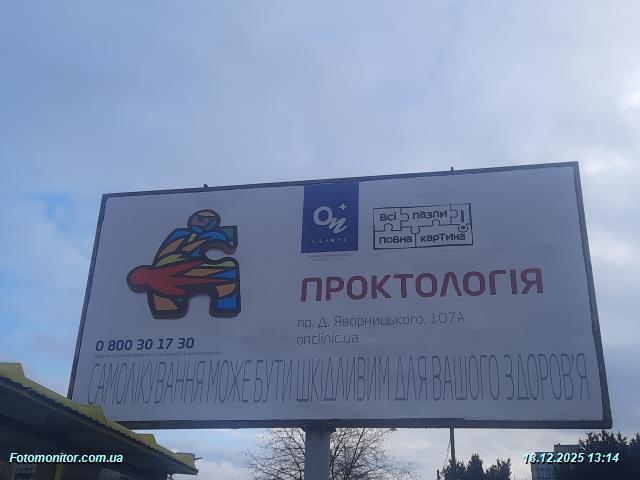 On+
CLINIC
Всі пазли
повна картина
ПРОКТОЛОГІЯ
пр. Д. Яворницького, 107А
onclinic.ua
0 800 30 17 30
САМОЛІКУВАННЯ МОЖЕ БУТИ ШКІДЛИВИМ ДЛЯ ВАШОГО ЗДОРОВ'Я
Fotomonitor.com.ua
18.12.2025 13:14